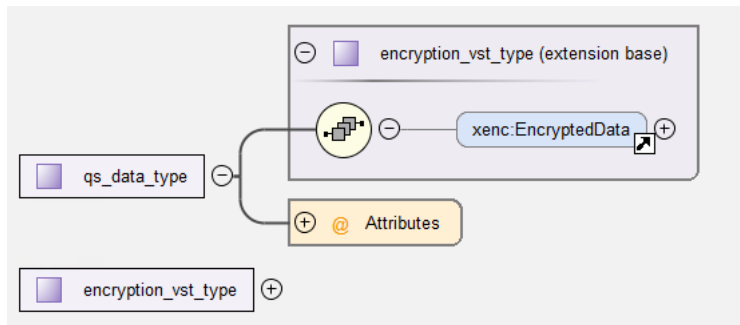 encryption_vst_type (extension base)
xenc:EncryptedData
qs_data_type
@ Attributes
encryption_vst_type